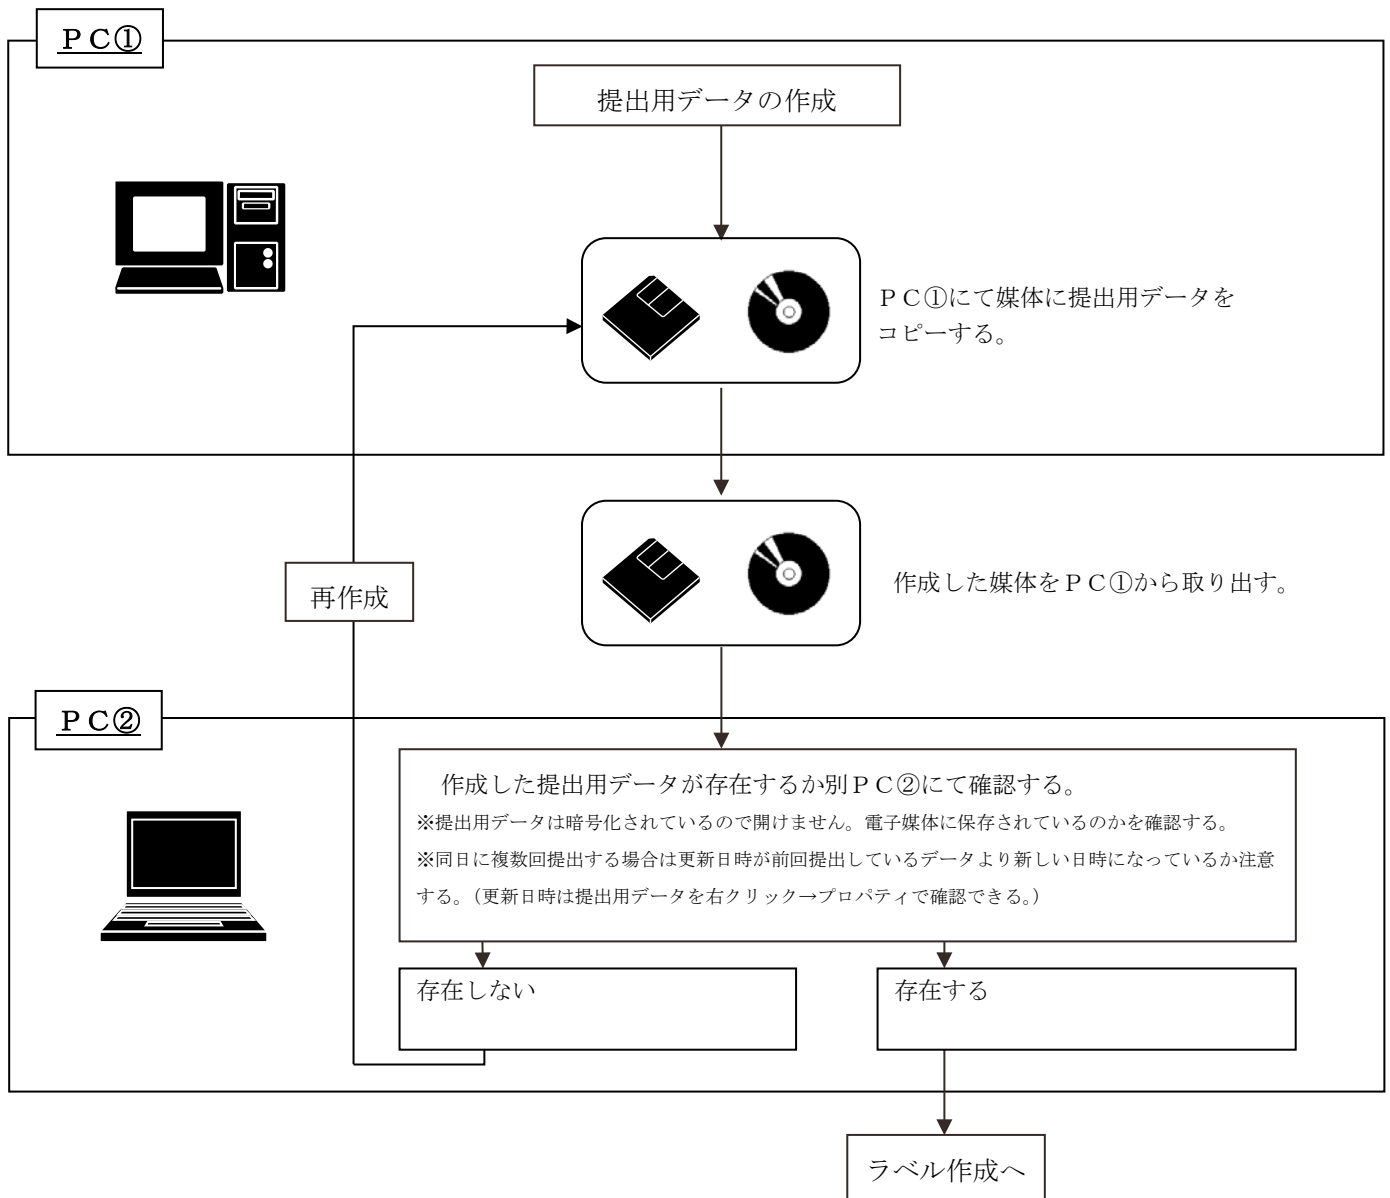 ＰＣ①
提出用データの作成
ＰＣ①にて媒体に提出用データを
コピーする。
作成した媒体をＰＣ①から取り出す。
再作成
ＰＣ②
作成した提出用データが存在するか別ＰＣ②にて確認する。
※提出用データは暗号化されているので開けません。電子媒体に保存されているのかを確認する。
※同日に複数回提出する場合は更新日時が前回提出しているデータより新しい日時になっているか注意
する。（更新日時は提出用データを右クリック→プロパティで確認できる。）
存在しない
存在する
ラベル作成へ